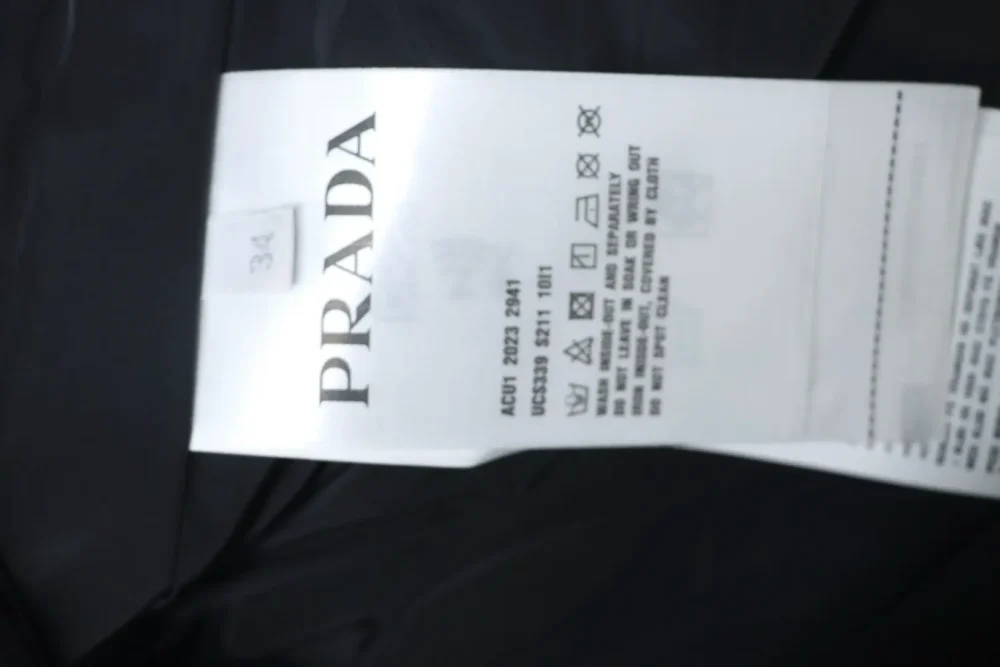 34
PRADA
ACU1 2023 2941
UCS339 S211 10I1
WASH INSIDE-OUT AND SEPARATELY
DO NOT LEAVE IN SOAK OR WRING OUT
IRON INSIDE-OUT, COVERED BY CLOTH
DO NOT SPOT CLEAN